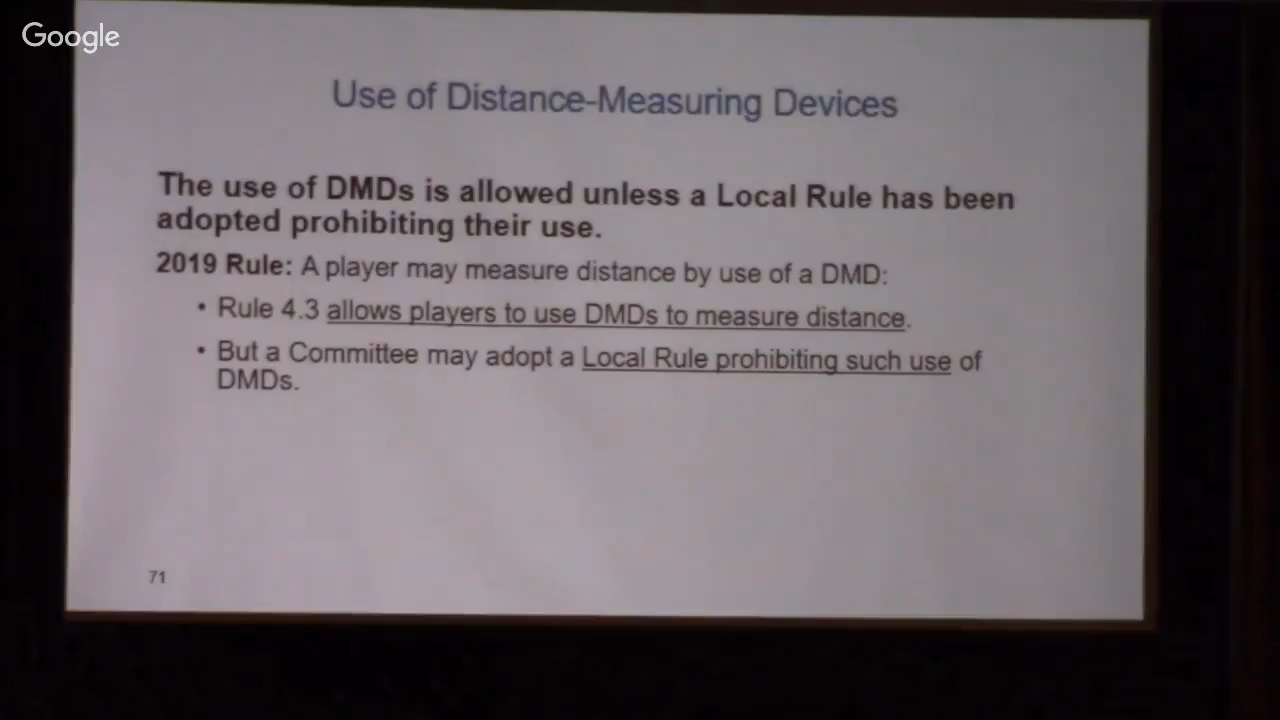 Google
Use of Distance-Measuring Devices
The use of DMDs is allowed unless a Local Rule has been
adopted prohibiting their use.
2019 Rule: A player may measure distance by use of a DMD:
• Rule 4.3 allows players to use DMDs to measure distance.
• But a Committee may adopt a Local Rule prohibiting such use of
DMDs.
71